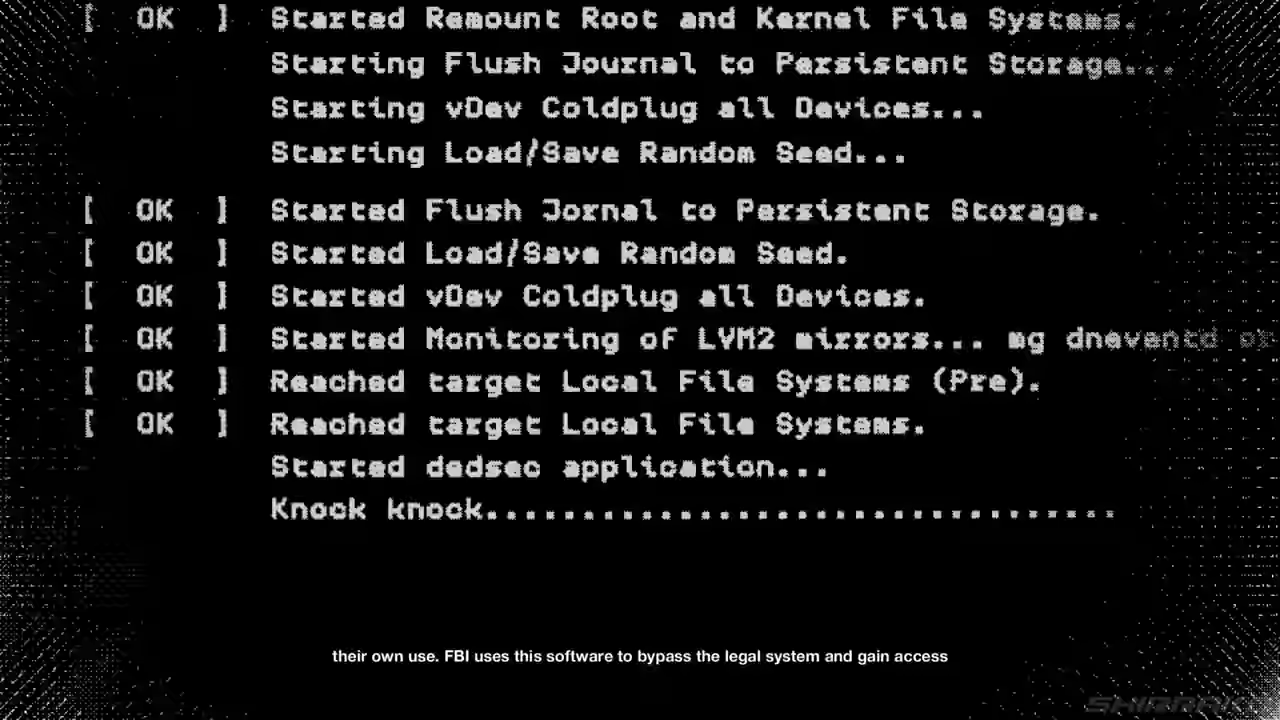 [ OK ] Started Remount Root and Kernel File Systems.
Starting Flush Journal to Persistent Storage...
Starting vDev Coldplug all Devices...
Starting Load/Save Random Seed...
[ OK ] Started Flush Jornal to Persistent Storage.
[ OK ] Started Load/Save Random Seed.
[ OK ] Started vDev Coldplug all Devices.
[ OK ] Started Monitoring of LVM2 mirrors... mg dneventd or
[ OK ] Reached target Local File Systems (Pre).
[ OK ] Reached target Local File Systems.
Started dedsec application...
Knock knock.................................
their own use. FBI uses this software to bypass the legal system and gain access